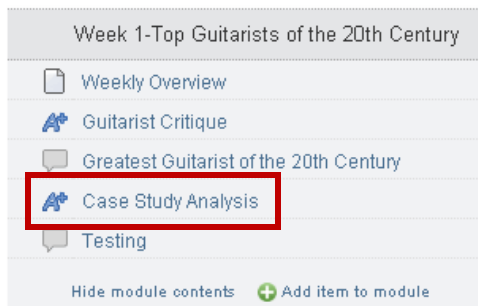 Week 1-Top Guitarists of the 20th Century
Weekly Overview
A+ Guitarist Critique
Greatest Guitarist of the 20th Century
A+ Case Study Analysis
Testing
Hide module contents Add item to module